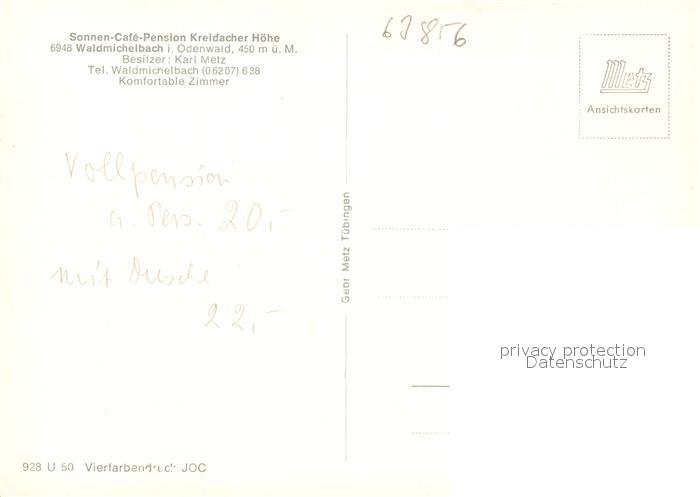 Sonnen-Café-Pension Kreidacher Höhe
6948 Waldmichelbach i. Odenwald, 450 m ü. M.
Besitzer: Karl Metz
Tel. Waldmichelbach (06207) 638
Komfortable Zimmer
Vollpension
a. Pers. 20,-
mit Dusche
22,-
928 U 50 Vierfarbendruck JOC
Gebr. Metz Tübingen
67856
Metz
Ansichtskarten
privacy protection
Datenschutz